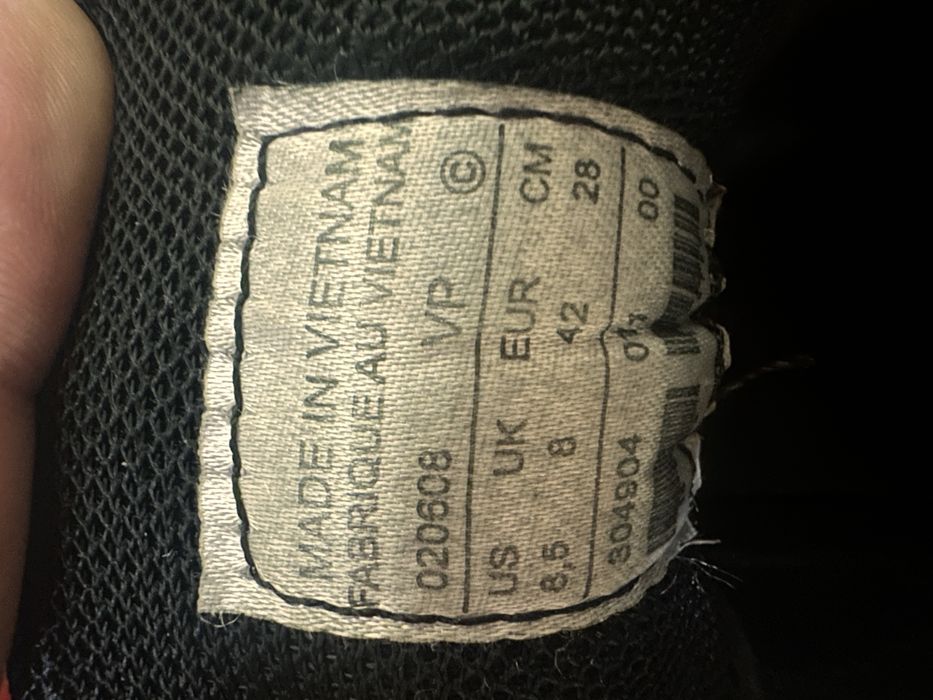 MADE IN VIETNAM
FABRIQUE AU VIETNAM
020608 VP ©
US UK EUR CM
8,5 8 42 28
304904 011 00